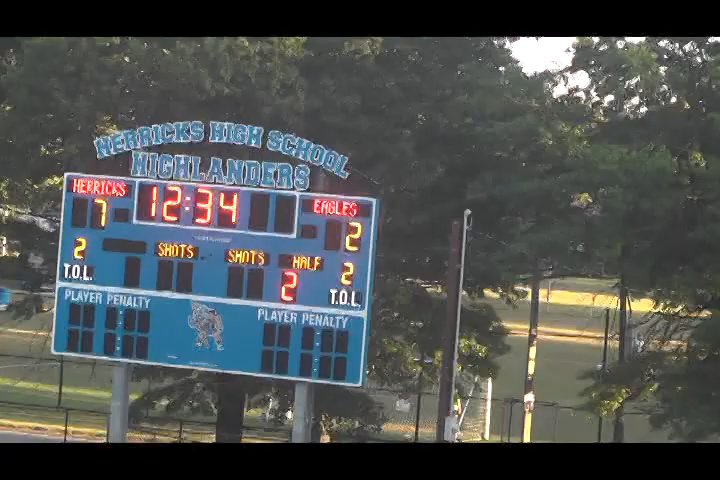 HERRICKS HIGH SCHOOL
HIGHLANDERS
HERRICKS 12:34 EAGLES
7 2
2 SHOTS SHOTS HALF 2
T.O.L. 2 T.O.L.
PLAYER PENALTY PLAYER PENALTY